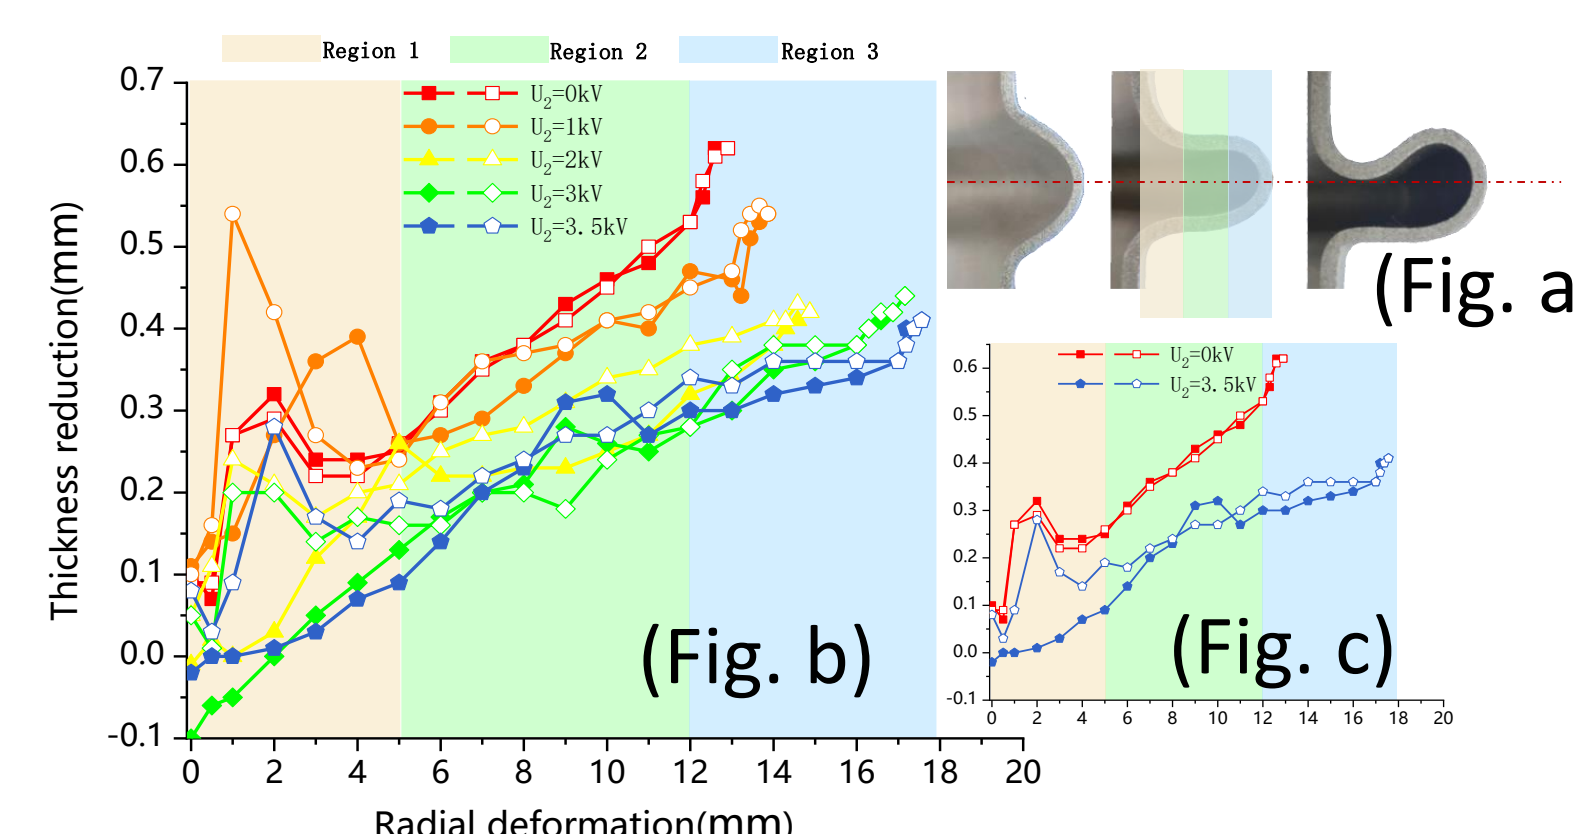 Region 1
Region 2
Region 3
Thickness reduction(mm)
0.7
0.6
0.5
0.4
0.3
0.2
0.1
0.0
-0.1
U2=0kV
U2=1kV
U2=2kV
U2=3kV
U2=3.5kV
(Fig. b)
0 2 4 6 8 10 12 14 16 18 20
Radial deformation(mm)
(Fig. a
0.6
0.5
0.4
0.3
0.2
0.1
0.0
-0.1
U2=0kV
U2=3.5kV
(Fig. c)
0 2 4 6 8 10 12 14 16 18 20